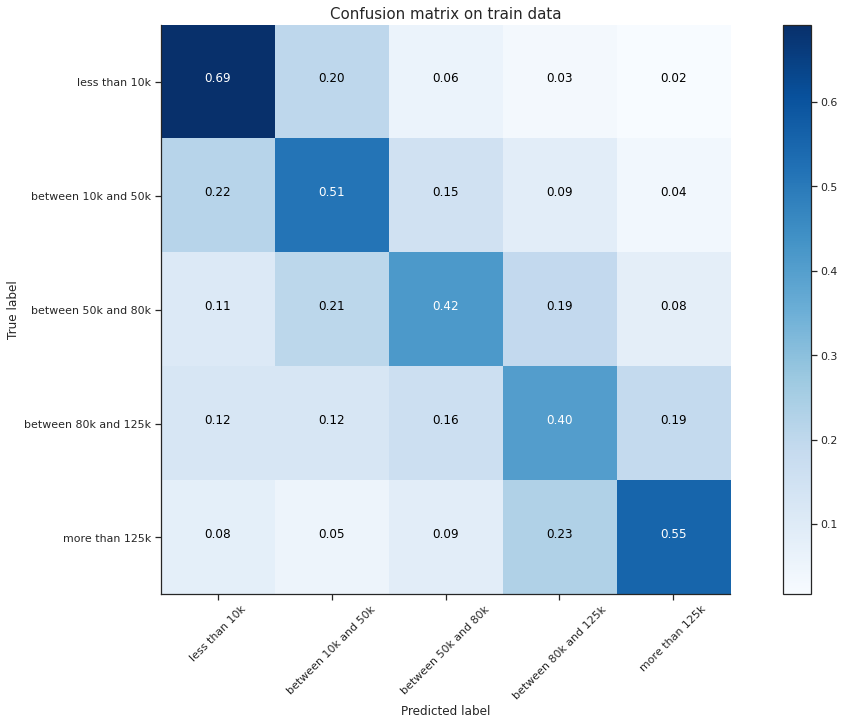 Confusion matrix on train data
less than 10k
0.69 0.20 0.06 0.03 0.02
between 10k and 50k
0.22 0.51 0.15 0.09 0.04
between 50k and 80k
0.11 0.21 0.42 0.19 0.08
between 80k and 125k
0.12 0.12 0.16 0.40 0.19
more than 125k
0.08 0.05 0.09 0.23 0.55
True label
less than 10k
between 10k and 50k
between 50k and 80k
between 80k and 125k
more than 125k
Predicted label
0.6
0.5
0.4
0.3
0.2
0.1